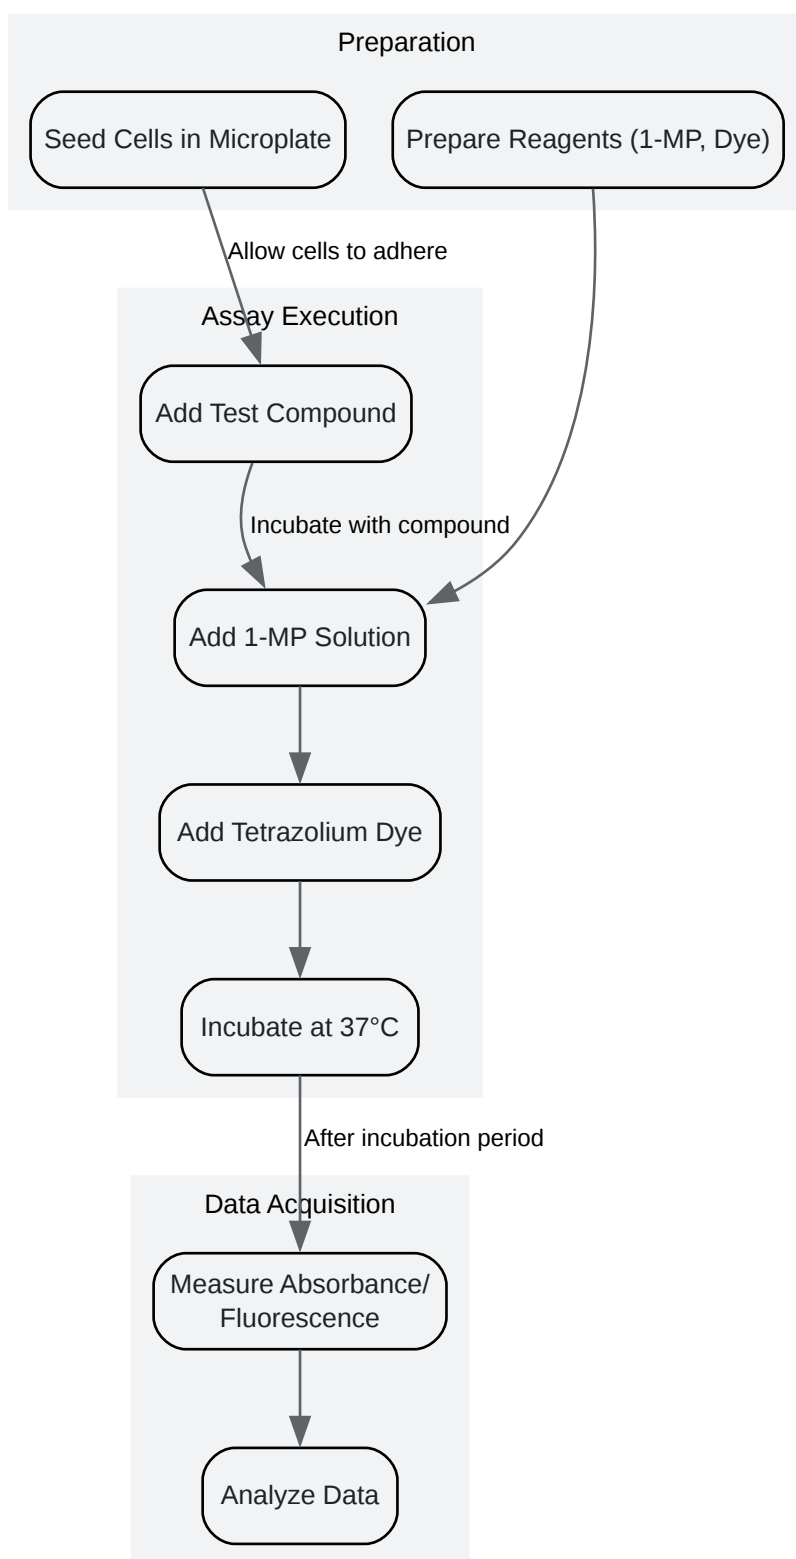 Preparation
Seed Cells in Microplate
Prepare Reagents (1-MP, Dye)
Allow cells to adhere
Assay Execution
Add Test Compound
Incubate with compound
Add 1-MP Solution
Add Tetrazolium Dye
Incubate at 37°C
After incubation period
Data Acquisition
Measure Absorbance/
Fluorescence
Analyze Data